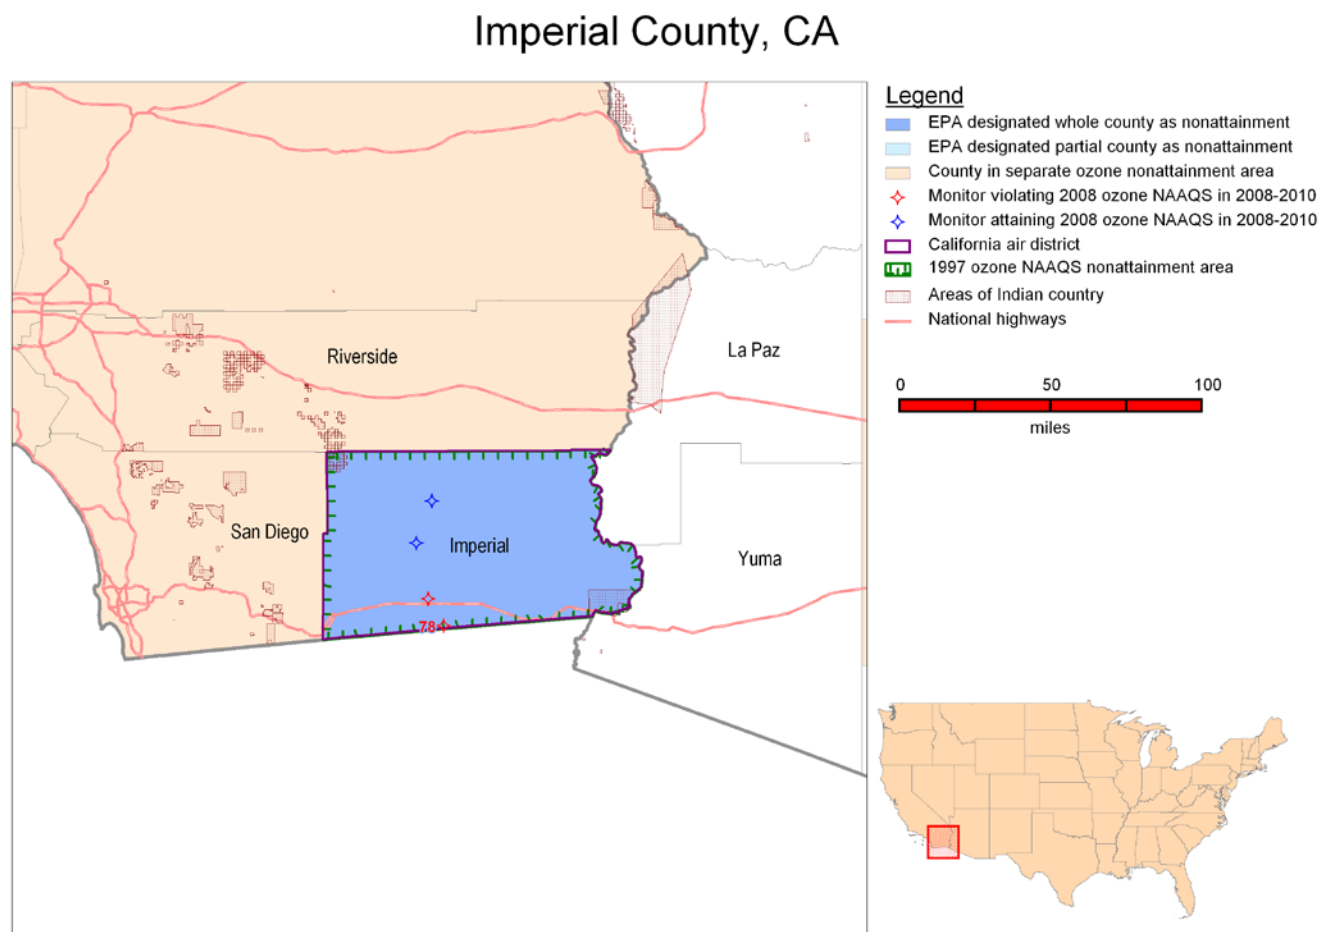 Imperial County, CA
Legend
EPA designated whole county as nonattainment
EPA designated partial county as nonattainment
County in separate ozone nonattainment area
Monitor violating 2008 ozone NAAQS in 2008-2010
Monitor attaining 2008 ozone NAAQS in 2008-2010
California air district
1997 ozone NAAQS nonattainment area
Areas of Indian country
National highways
0 50 100
miles
Riverside
La Paz
San Diego
Imperial
Yuma
78